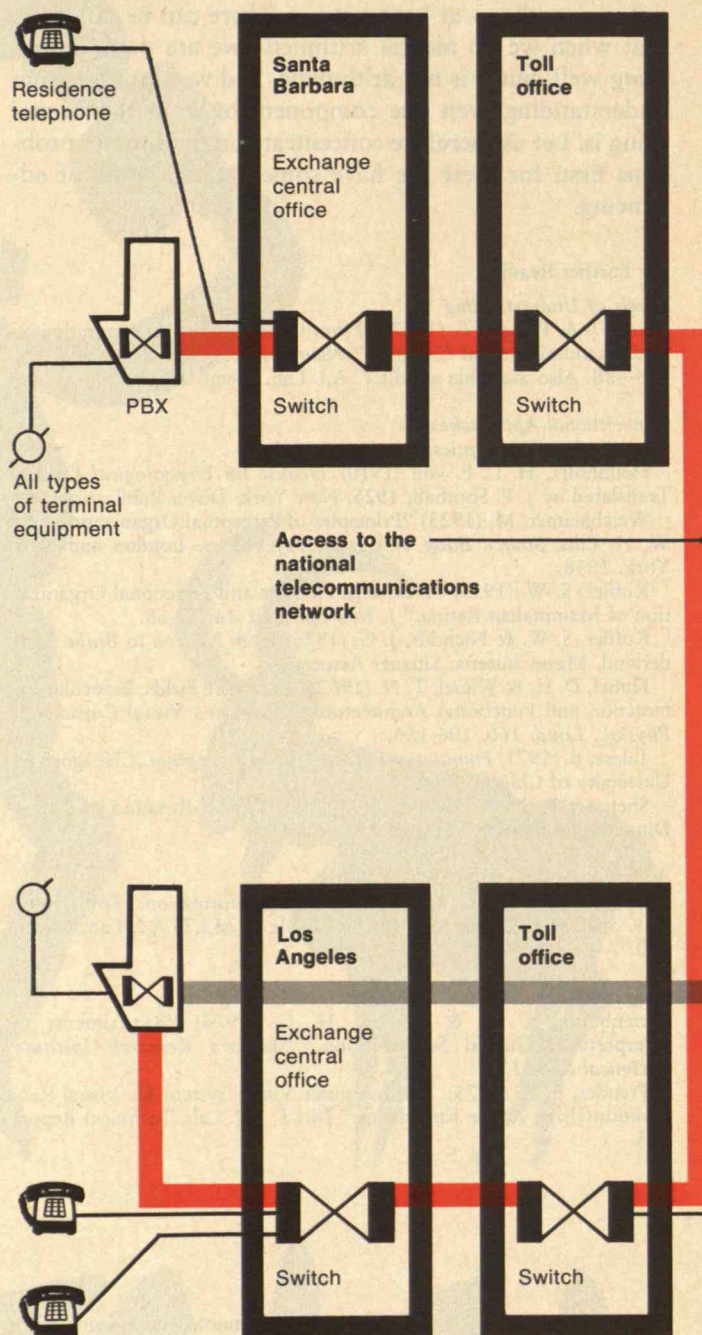 Residence
telephone
Santa
Barbara
Exchange
central
office
Switch
Toll
office
Switch
PBX
All types
of terminal
equipment
Access to the
national
telecommunications
network
Los
Angeles
Exchange
central
office
Switch
Toll
office
Switch